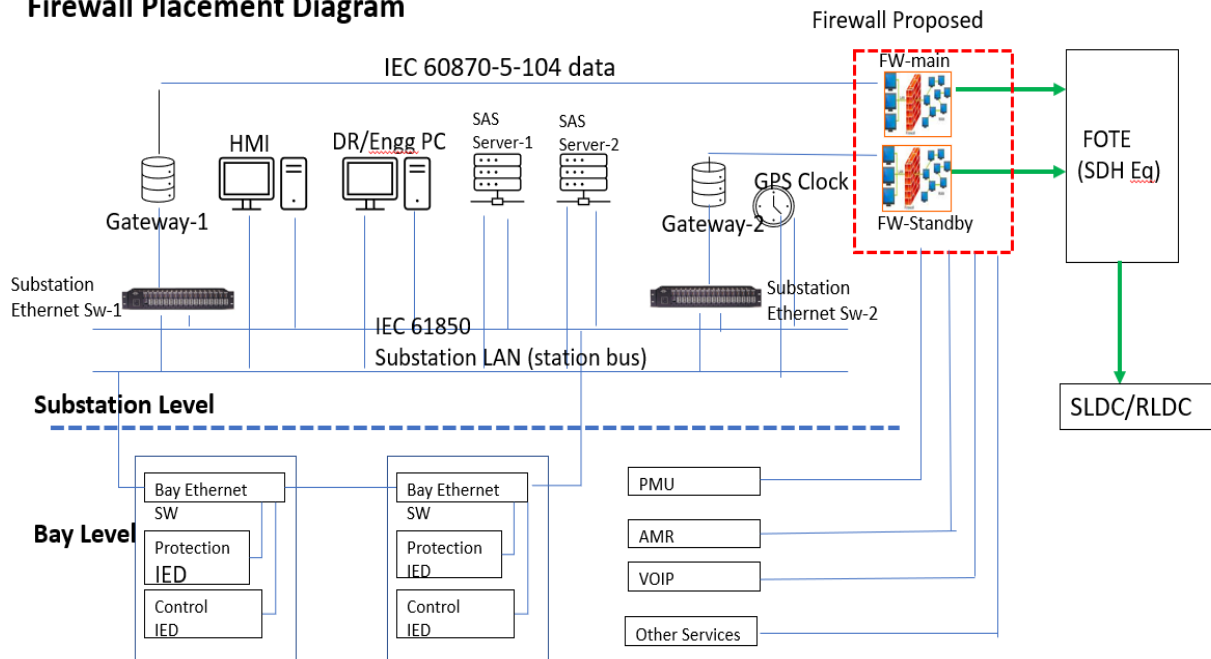 Firewall Placement Diagram
Firewall Proposed
IEC 60870-5-104 data
FW-main
HMI
DR/Engg PC
SAS
Server-1
SAS
Server-2
FOTE
(SDH Eq)
GPS Clock
Gateway-1
Gateway-2
FW-Standby
Substation
Ethernet Sw-1
Substation
Ethernet Sw-2
IEC 61850
Substation LAN (station bus)
Substation Level
SLDC/RLDC
Bay Level
Bay Ethernet
SW
Protection
IED
Control
IED
Bay Ethernet
SW
Protection
IED
Control
IED
PMU
AMR
VOIP
Other Services